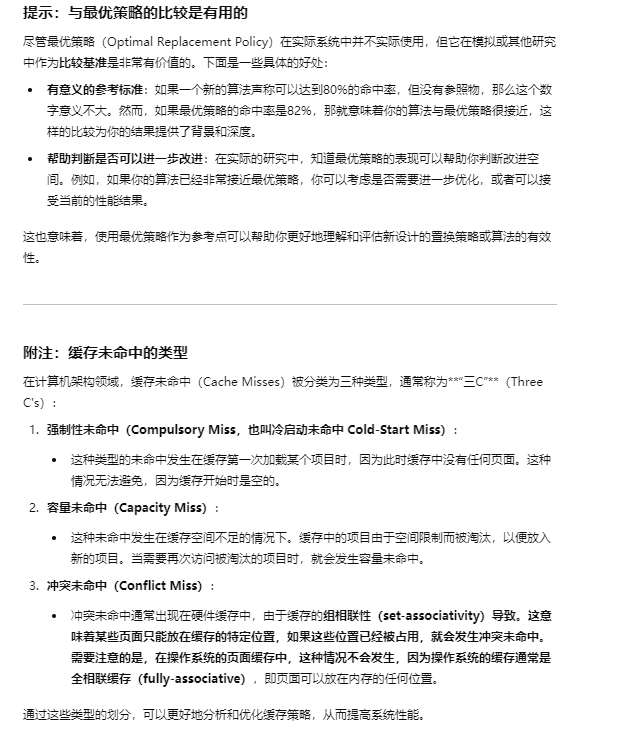 提示：与最优策略的比较是有用的
尽管最优策略（Optimal Replacement Policy）在实际系统中并不实际使用，但它在模拟或其他研究
中作为比较基准是非常有价值的。下面是一些具体的好处：
• 有意义的参考标准：如果一个新的算法声称可以达到80%的命中率，但没有参照物，那么这个数
字意义不大。然而，如果最优策略的命中率是82%，那就意味着你的算法与最优策略很接近，这
样的比较为你的结果提供了背景和深度。
• 帮助判断是否可以进一步改进：在实际的研究中，知道最优策略的表现可以帮助你判断改进空
间。例如，如果你的算法已经非常接近最优策略，你可以考虑是否需要进一步优化，或者可以接
受当前的性能结果。
这也意味着，使用最优策略作为参考点可以帮助你更好地理解和评估新设计的置换策略或算法的有效
性。
附注：缓存未命中的类型
在计算机架构领域，缓存未命中（Cache Misses）被分类为三种类型，通常称为**“三C”**（Three
C's）：
1. 强制性未命中（Compulsory Miss，也叫冷启动未命中 Cold-Start Miss）：
• 这种类型的未命中发生在缓存第一次加载某个项目时，因为此时缓存中没有任何页面。这种
情况无法避免，因为缓存开始时是空的。
2. 容量未命中（Capacity Miss）：
• 这种未命中发生在缓存空间不足的情况下。缓存中的项目由于空间限制而被淘汰，以便放入
新的项目。当需要再次访问被淘汰的项目时，就会发生容量未命中。
3. 冲突未命中（Conflict Miss）：
• 冲突未命中通常出现在硬件缓存中，由于缓存的组相联性（set-associativity）导致。这意
味着某些页面只能放在缓存的特定位置，如果这些位置已经被占用，就会发生冲突未命中。
需要注意的是，在操作系统的页面缓存中，这种情况不会发生，因为操作系统的缓存通常是
全相联缓存（fully-associative），即页面可以放在内存的任何位置。
通过这些类型的划分，可以更好地分析和优化缓存策略，从而提高系统性能。